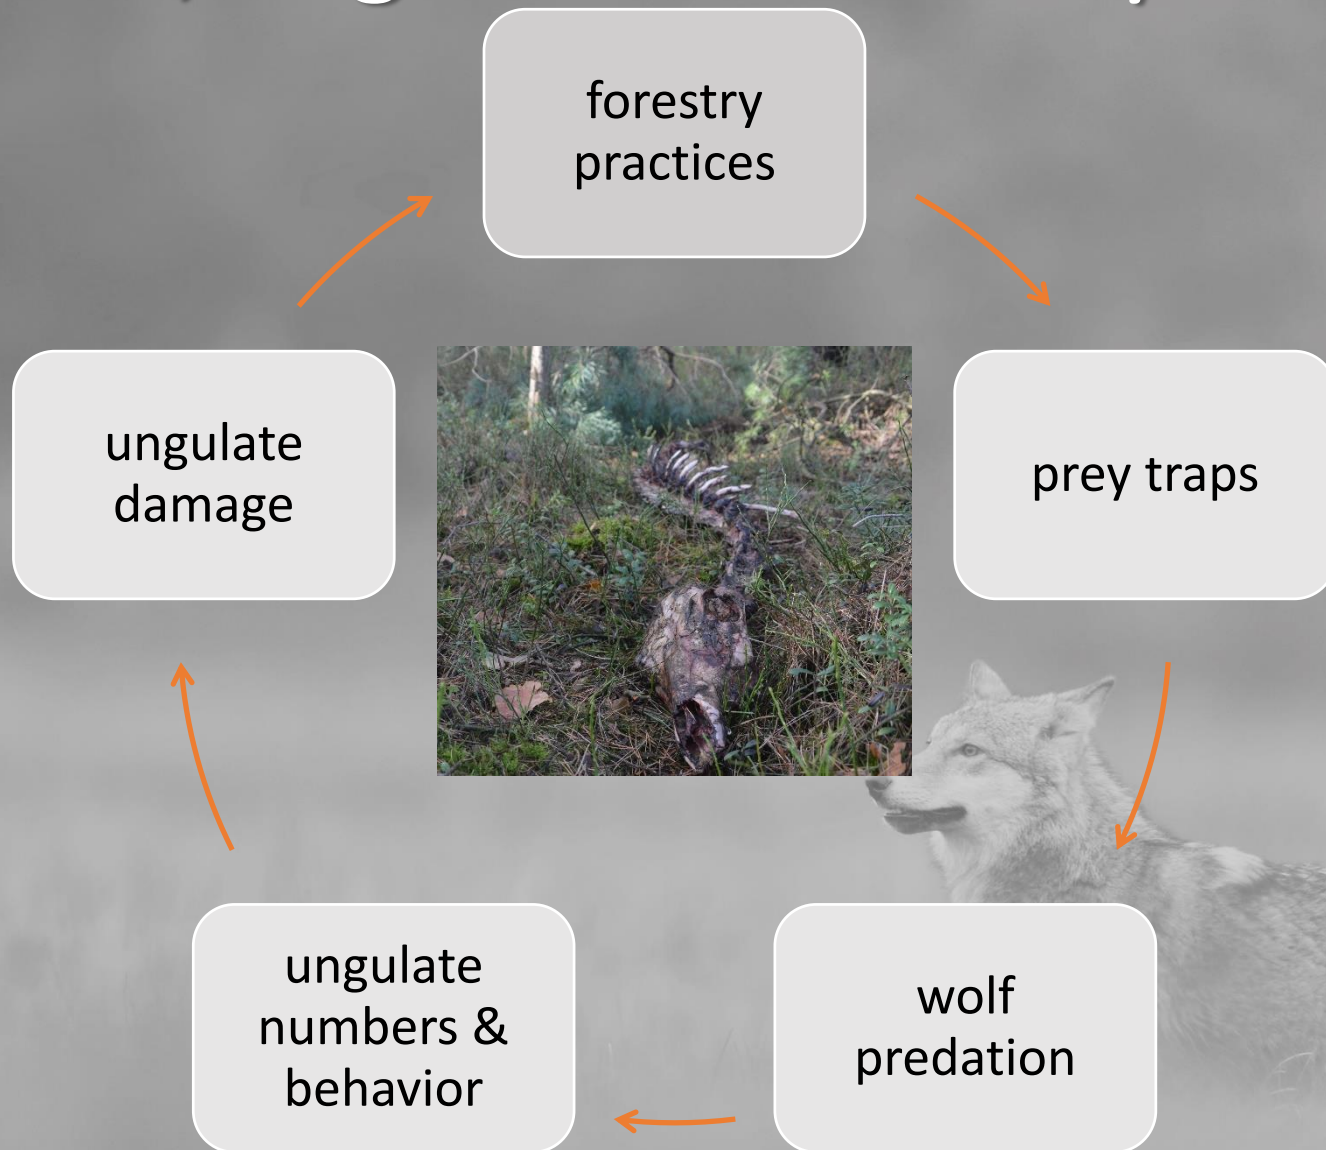 forestry
practices
prey traps
wolf
predation
ungulate
numbers &
behavior
ungulate
damage